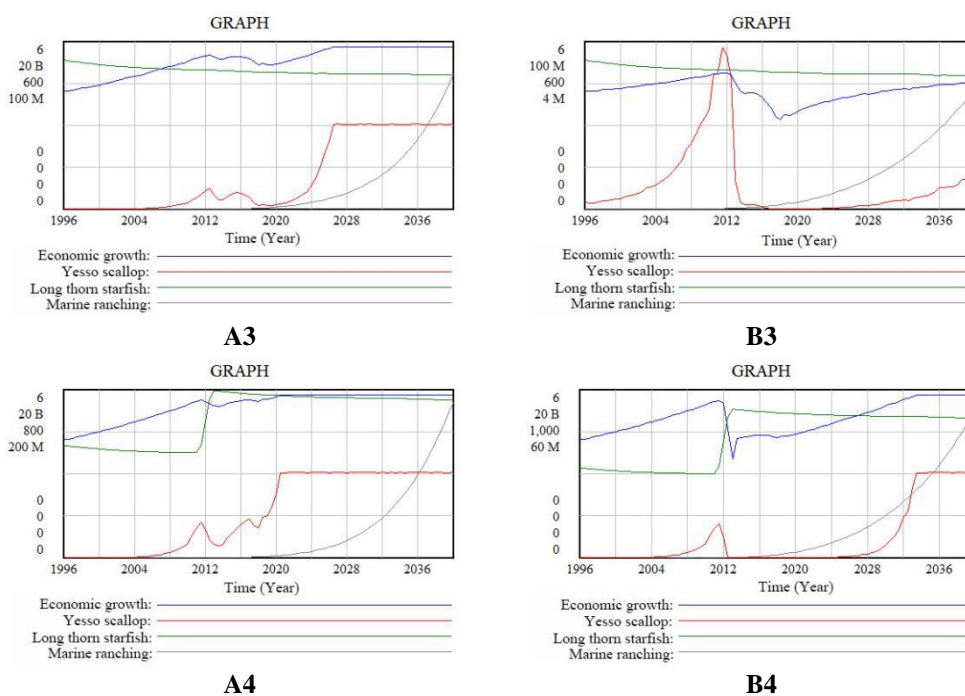 GRAPH
6
20 B
600
100 M
0
0
0
0
1996 2004 2012 2020 2028 2036
Time (Year)
Economic growth:
Yesso scallop:
Long thorn starfish:
Marine ranching:
A3
GRAPH
6
100 M
600
4 M
0
0
0
0
1996 2004 2012 2020 2028 2036
Time (Year)
Economic growth:
Yesso scallop:
Long thorn starfish:
Marine ranching:
B3
GRAPH
6
20 B
800
200 M
0
0
0
0
1996 2004 2012 2020 2028 2036
Time (Year)
Economic growth:
Yesso scallop:
Long thorn starfish:
Marine ranching:
A4
GRAPH
6
20 B
1,000
60 M
0
0
0
0
1996 2004 2012 2020 2028 2036
Time (Year)
Economic growth:
Yesso scallop:
Long thorn starfish:
Marine ranching:
B4